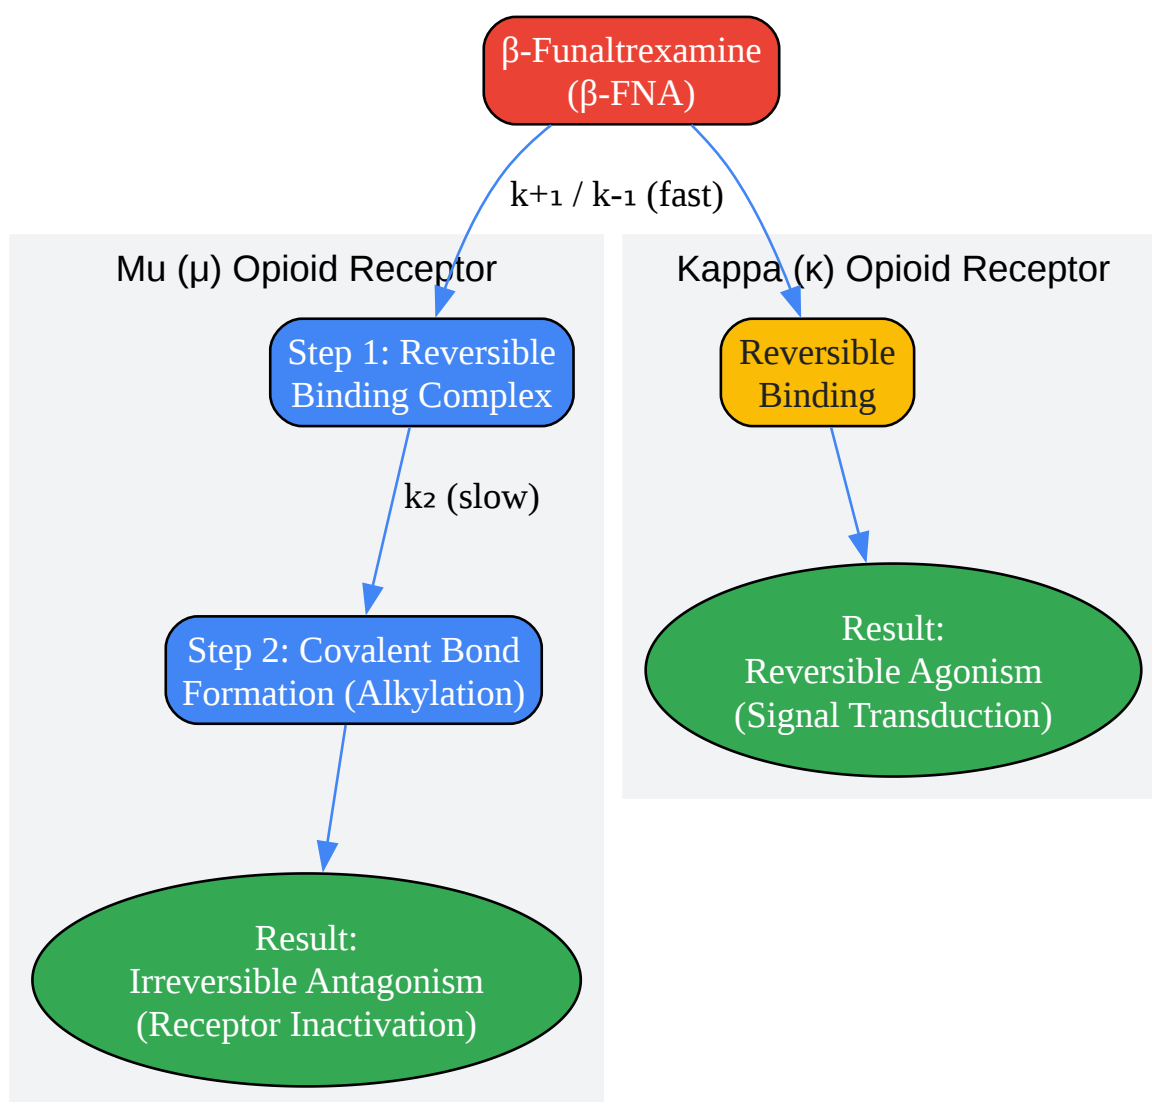 β-Funaltrexamine
(β-FNA)
k+₁ / k-₁ (fast)
Mu (μ) Opioid Receptor
Step 1: Reversible
Binding Complex
k₂ (slow)
Step 2: Covalent Bond
Formation (Alkylation)
Result:
Irreversible Antagonism
(Receptor Inactivation)
Kappa (κ) Opioid Receptor
Reversible
Binding
Result:
Reversible Agonism
(Signal Transduction)